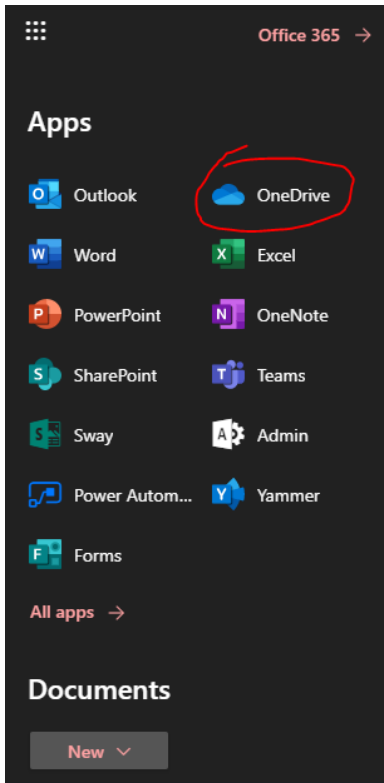 Office 365 →
Apps
Outlook OneDrive
Word Excel
PowerPoint OneNote
SharePoint Teams
Sway Admin
Power Autom... Yammer
Forms
All apps →
Documents
New